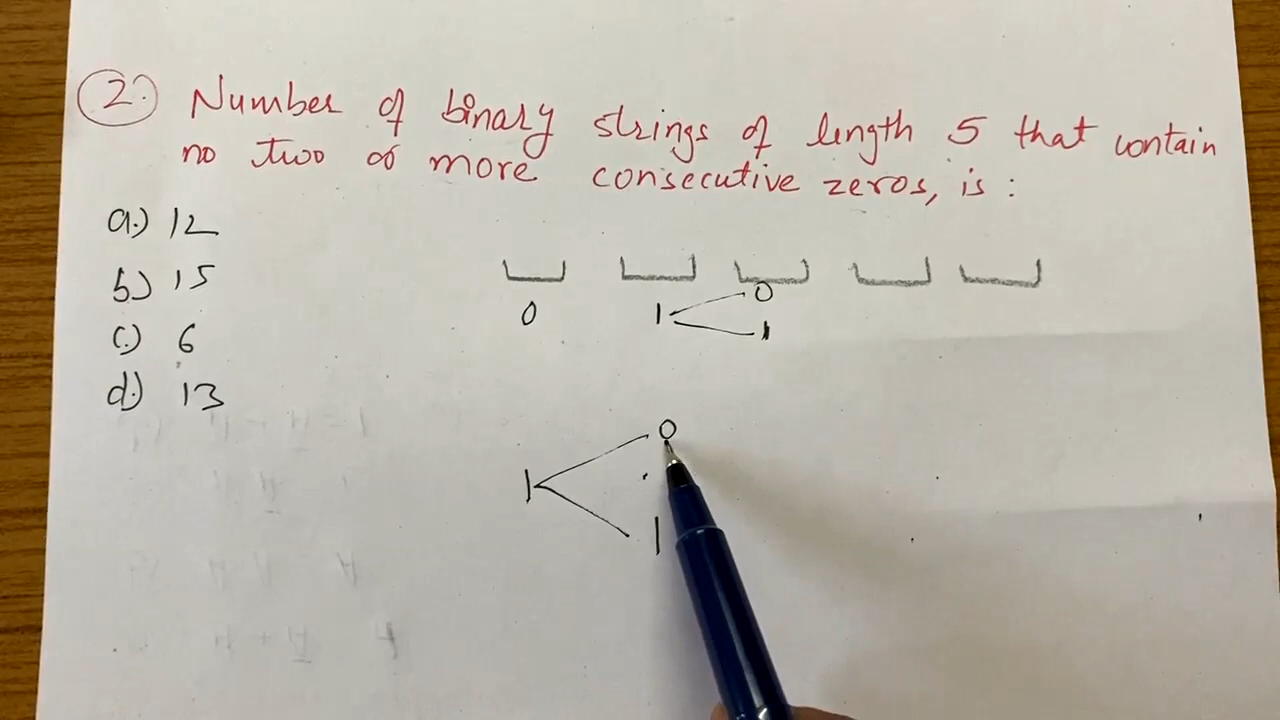 2. Number of binary strings of length 5 that contain
no two or more consecutive zeros, is :
a.) 12
b.) 15
c.) 6
d.) 13
0
1 0
1
0
1
1